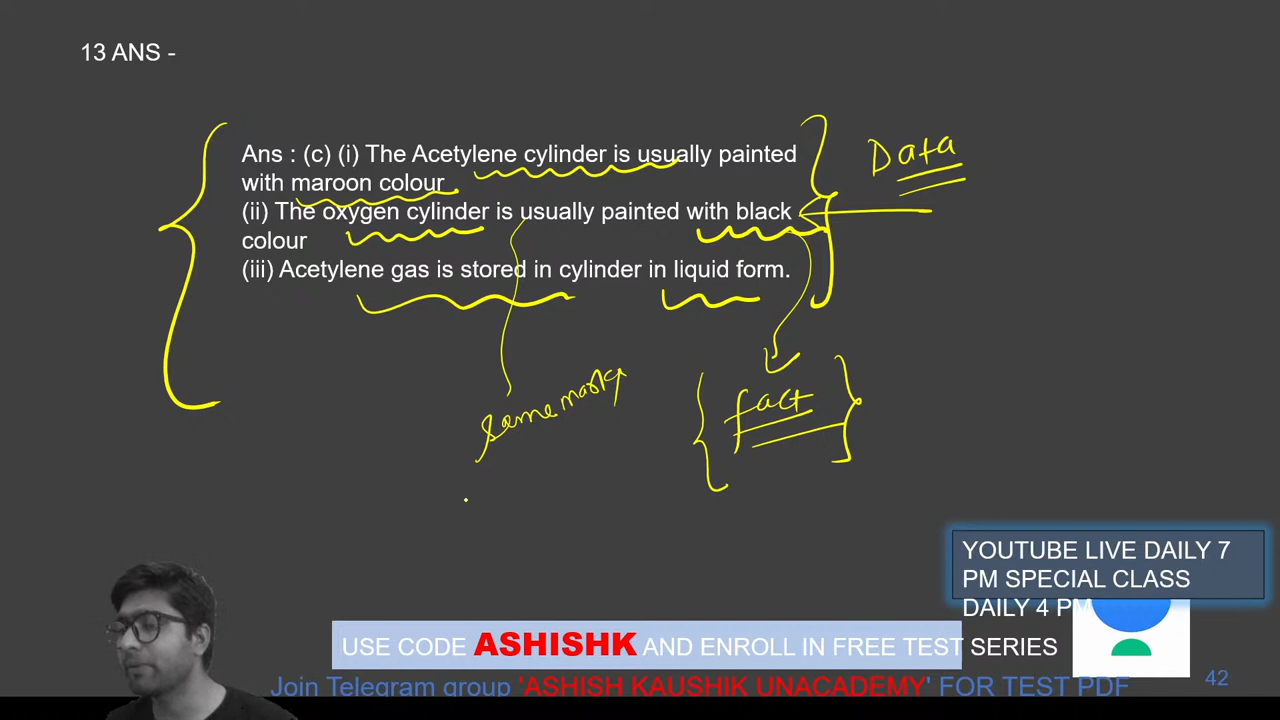 13 ANS -
Ans : (c) (i) The Acetylene cylinder is usually painted
with maroon colour
(ii) The oxygen cylinder is usually painted with black
colour
(iii) Acetylene gas is stored in cylinder in liquid form.
Data
same marks
fact
YOUTUBE LIVE DAILY 7
PM SPECIAL CLASS
DAILY 4 PM
USE CODE ASHISHK AND ENROLL IN FREE TEST SERIES
Join Telegram group 'ASHISH KAUSHIK UNACADEMY' FOR TEST PDF
42